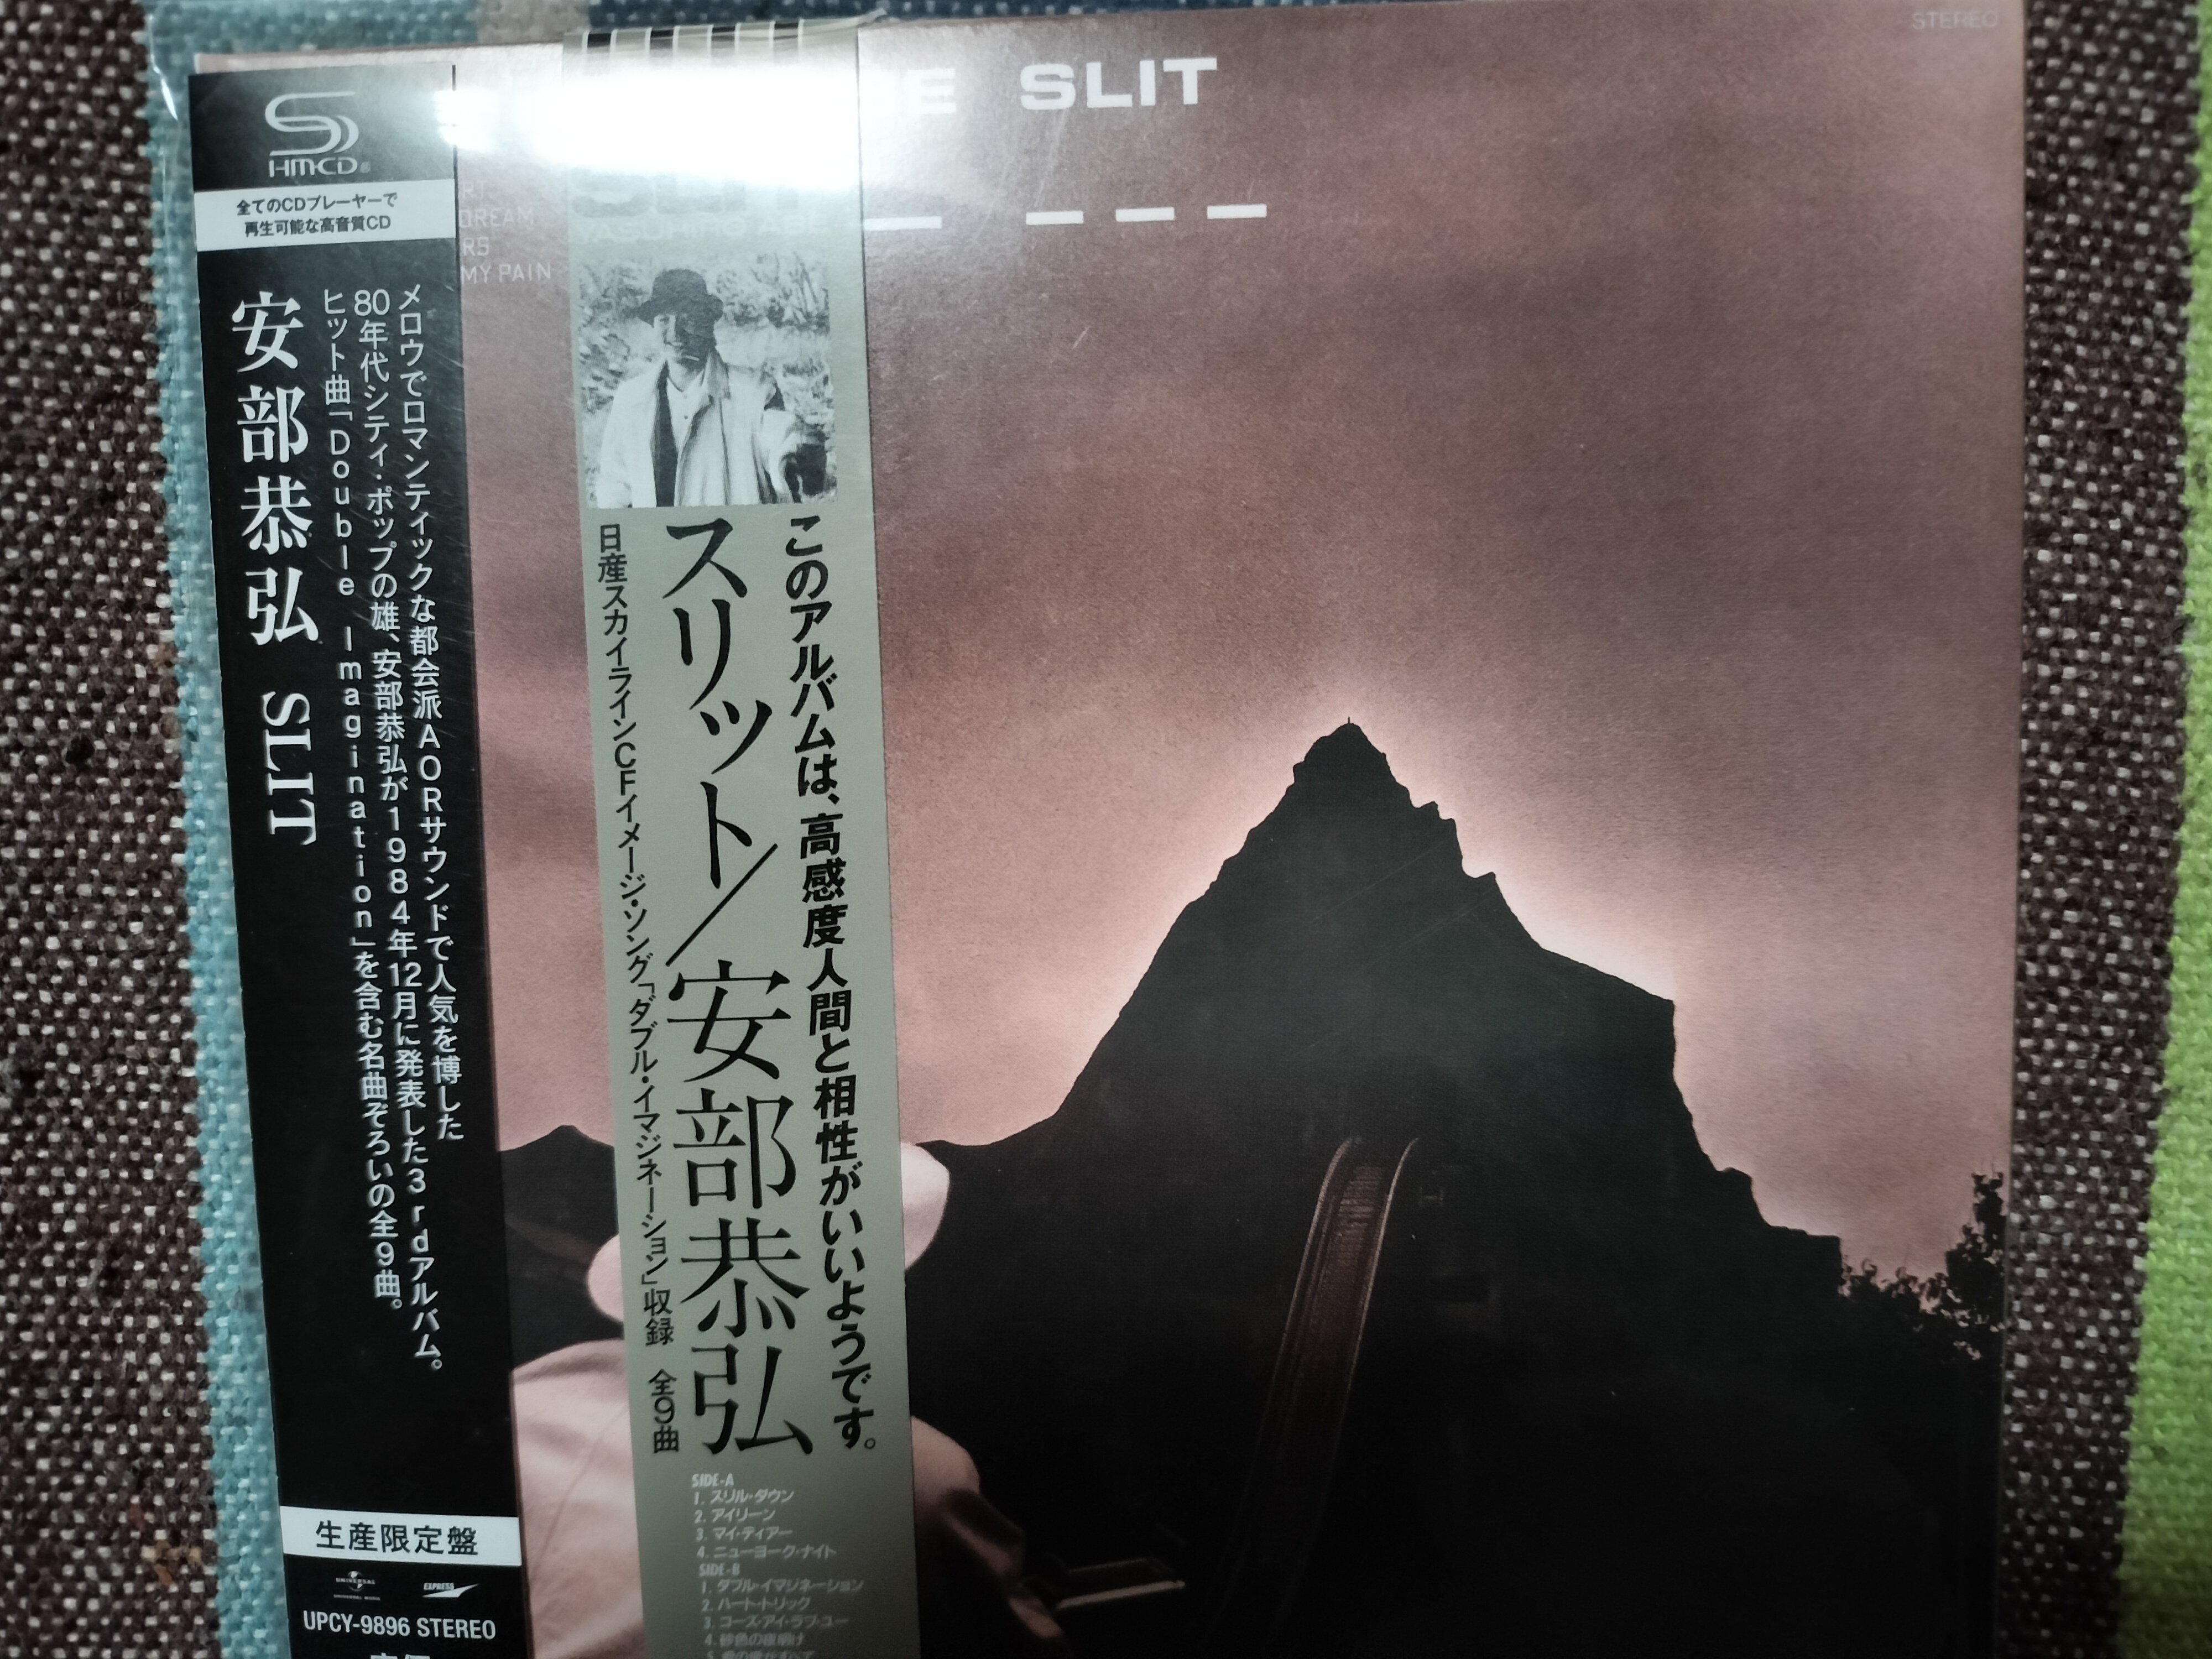 HM-CD
全てのCDプレーヤーで
再生可能な高音質CD
メロウでロマンティックな都会派AORサウンドで人気を博した
80年代シティ・ポップの雄、安部恭弘が1984年12月に発表した3rdアルバム。
ヒット曲「Double Imagination」を含む名曲ぞろいの全9曲。
安部恭弘 SLIT
生産限定盤
UNIVERSAL
UNIVERSAL MUSIC
EXPRESS
UPCY-9896 STEREO
SLIT
STEREO
DREAM
RS
MY PAIN
このアルバムは、高感度人間と相性がいいようです。
スリット/安部恭弘
日産スカイラインCFイメージ・ソング「ダブル・イマジネーション」収録 全9曲
SIDE-A
1. スリル・ダウン
2. アイリーン
3. マイ・ディアー
4. ニューヨーク・ナイト
SIDE-B
1. ダブル・イマジネーション
2. ハート・トリック
3. コーズ・アイ・ラブ・ユー
4. 砂色の夜明け